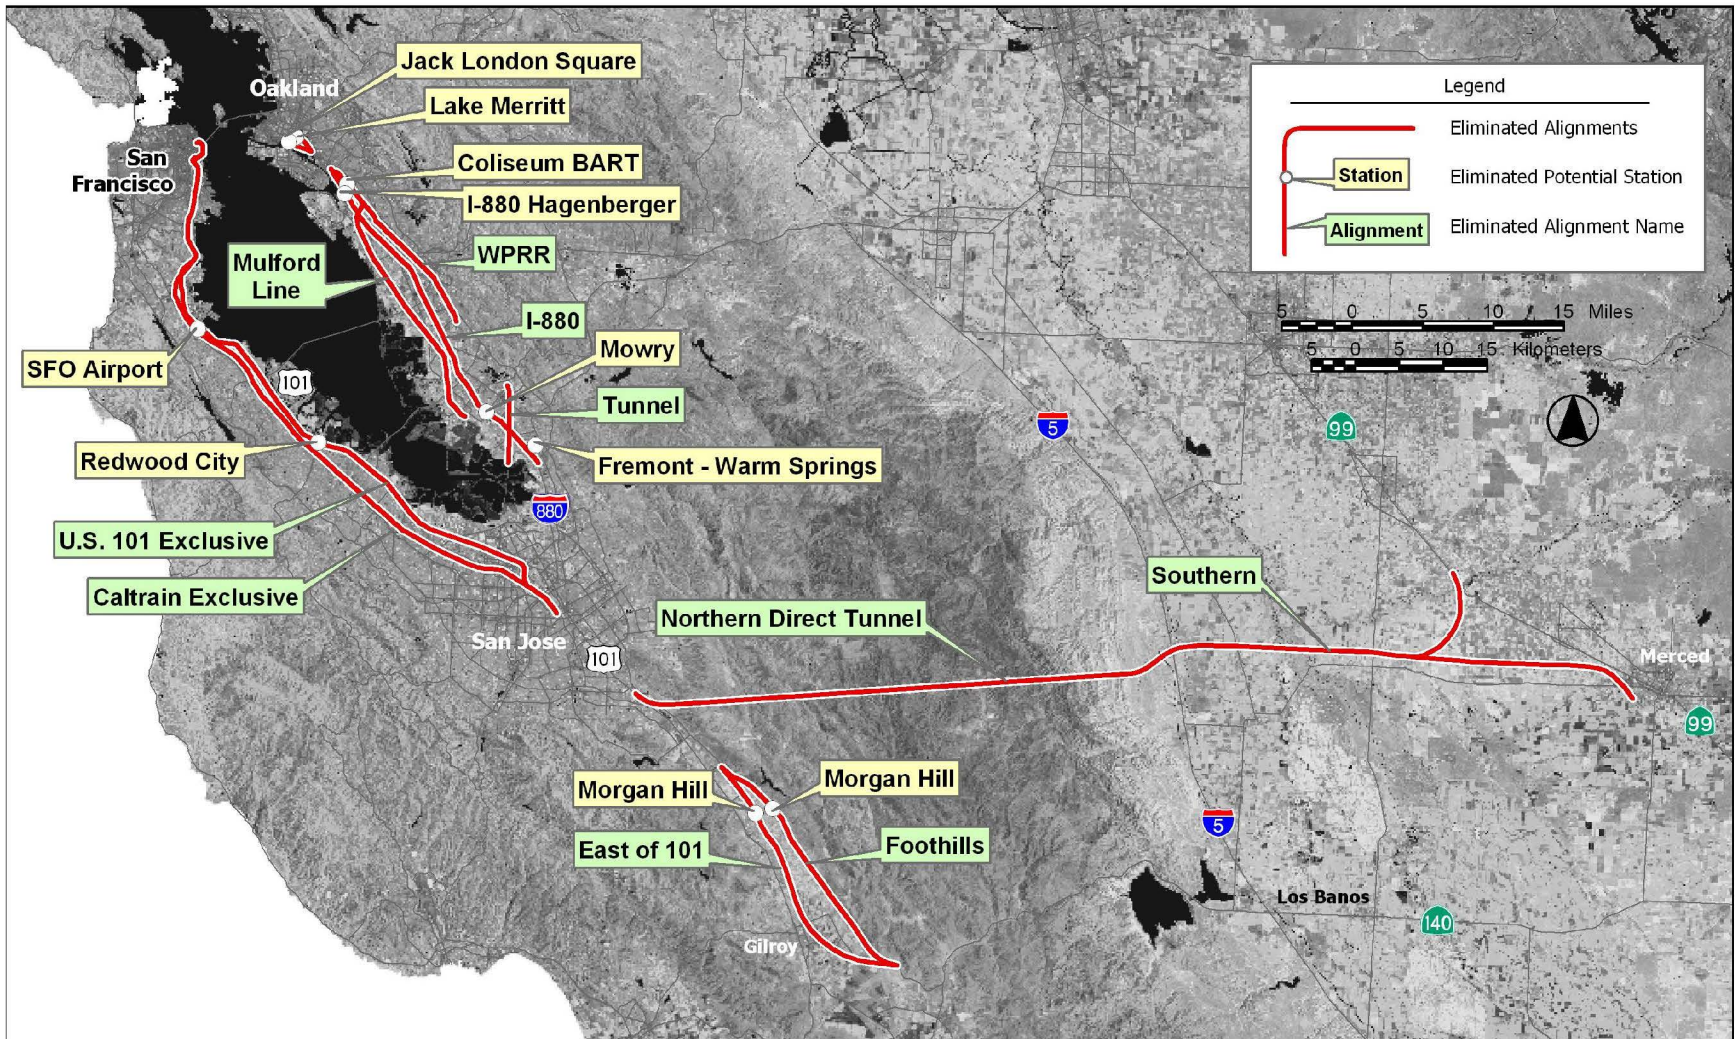 Jack London Square
Oakland
Lake Merritt
San
Francisco
Coliseum BART
I-880 Hagenberger
WPRR
Mulford
Line
I-880
Mowry
SFO Airport
101
Tunnel
Redwood City
Fremont - Warm Springs
880
U.S. 101 Exclusive
Caltrain Exclusive
San Jose
101
Northern Direct Tunnel
Southern
Merced
99
99
5
Morgan Hill
Morgan Hill
East of 101
Foothills
Gilroy
5
Los Banos
140
Legend
Eliminated Alignments
Station
Eliminated Potential Station
Alignment
Eliminated Alignment Name
5 0 5 10 15 Miles
5 0 5 10 15 Kilometers